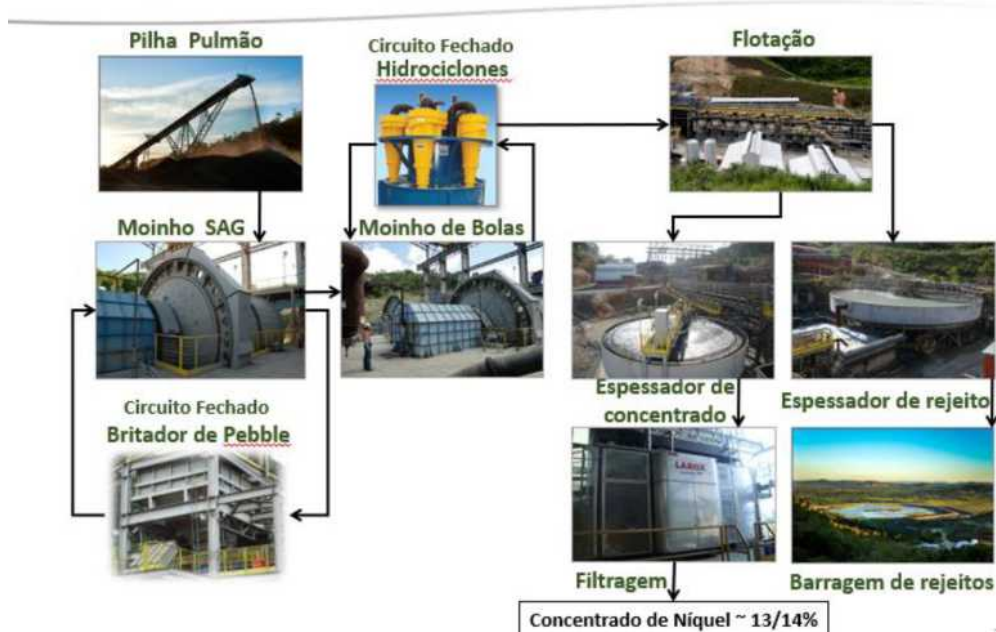 Pilha Pulmão
Circuito Fechado
Hidrociclones
Flotação
Moinho SAG
Moinho de Bolas
Circuito Fechado
Britador de Pebble
Espessador de
concentrado
Espessador de rejeito
LAROX
Filtragem
Barragem de rejeitos
Concentrado de Níquel ~ 13/14%